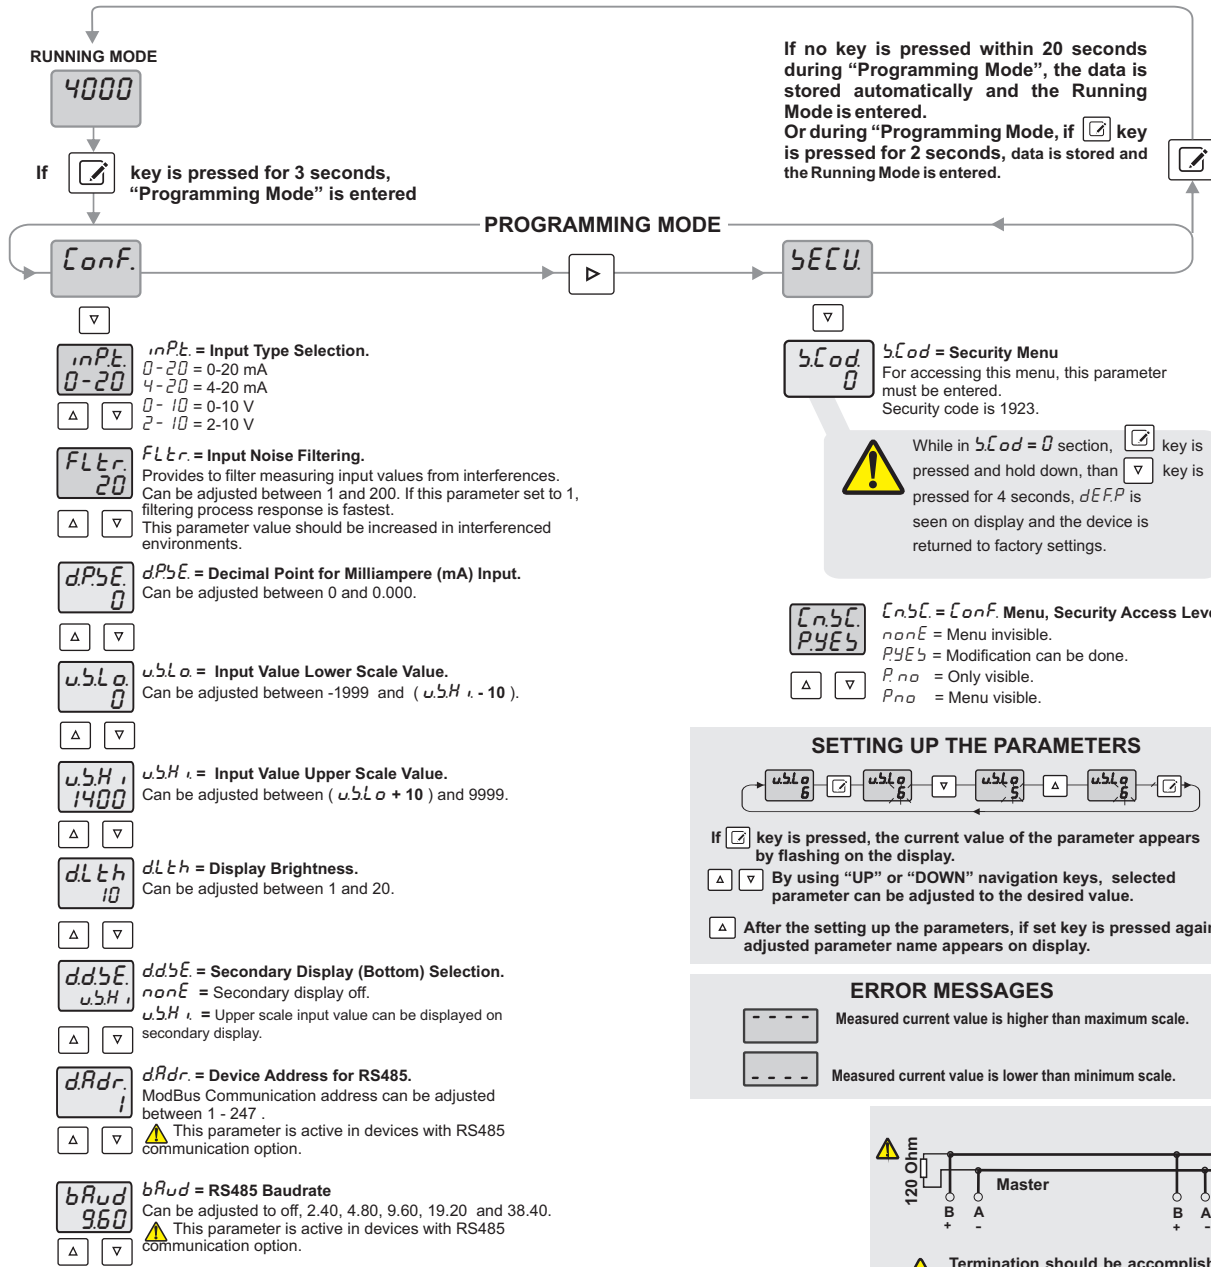 RUNNING MODE
4000
If key is pressed for 3 seconds,
“Programming Mode” is entered
If no key is pressed within 20 seconds
during “Programming Mode”, the data is
stored automatically and the Running
Mode is entered.
Or during “Programming Mode, if key
is pressed for 2 seconds, data is stored and
the Running Mode is entered.
PROGRAMMING MODE
ConF.
inP.t.
0-20
inP.t. = Input Type Selection.
0-20 = 0-20 mA
4-20 = 4-20 mA
0-10 = 0-10 V
2-10 = 2-10 V
FLtr.
20
FLtr. = Input Noise Filtering.
Provides to filter measuring input values from interferences.
Can be adjusted between 1 and 200. If this parameter set to 1,
filtering process response is fastest.
This parameter value should be increased in interferenced
environments.
d.P.SE.
0
d.P.SE. = Decimal Point for Milliampere (mA) Input.
Can be adjusted between 0 and 0.000.
u.S.Lo.
0
u.S.Lo. = Input Value Lower Scale Value.
Can be adjusted between -1999 and ( u.S.Hi. - 10 ).
u.S.Hi
1400
u.S.Hi. = Input Value Upper Scale Value.
Can be adjusted between ( u.S.Lo + 10 ) and 9999.
d.Lth
10
d.Lth = Display Brightness.
Can be adjusted between 1 and 20.
d.d.SE.
u.S.Hi
d.d.SE. = Secondary Display (Bottom) Selection.
nonE = Secondary display off.
u.S.Hi. = Upper scale input value can be displayed on
secondary display.
d.Adr.
1
d.Adr. = Device Address for RS485.
ModBus Communication address can be adjusted
between 1 - 247 .
This parameter is active in devices with RS485
communication option.
bAud
9.60
bAud = RS485 Baudrate
Can be adjusted to off, 2.40, 4.80, 9.60, 19.20 and 38.40.
This parameter is active in devices with RS485
communication option.
SECU.
S.Cod.
0
S.Cod = Security Menu
For accessing this menu, this parameter
must be entered.
Security code is 1923.
While in S.Cod = 0 section, key is
pressed and hold down, than key is
pressed for 4 seconds, dEF.P is
seen on display and the device is
returned to factory settings.
Cn.SC.
P.YES
Cn.SC. = ConF. Menu, Security Access Leve
nonE = Menu invisible.
P.YES = Modification can be done.
P.no = Only visible.
Pno = Menu visible.
SETTING UP THE PARAMETERS
u.S.Lo
6
u.S.Lo
6
u.S.Lo
5
u.S.Lo
6
If key is pressed, the current value of the parameter appears
by flashing on the display.
By using “UP” or “DOWN” navigation keys, selected
parameter can be adjusted to the desired value.
After the setting up the parameters, if set key is pressed again
adjusted parameter name appears on display.
ERROR MESSAGES
- - - - Measured current value is higher than maximum scale.
- - - - Measured current value is lower than minimum scale.
120 Ohm
Master
B A B A
+ - + -
Termination should be accomplish